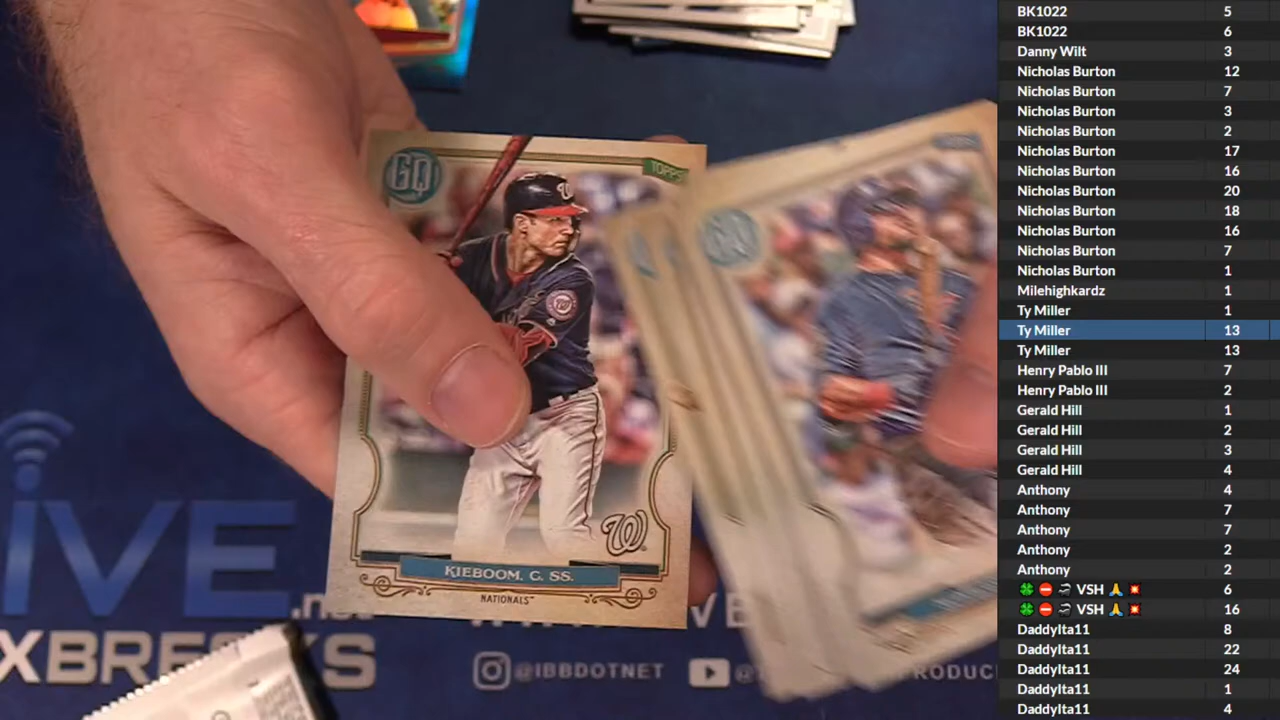 GQ
TOPPS
W
W
KIEBOOM, C. SS.
NATIONALS™
iVE
.n
XBRE
KS
@IBBDOTNET
BK1022 5
BK1022 6
Danny Wilt 3
Nicholas Burton 12
Nicholas Burton 7
Nicholas Burton 3
Nicholas Burton 2
Nicholas Burton 17
Nicholas Burton 16
Nicholas Burton 20
Nicholas Burton 18
Nicholas Burton 16
Nicholas Burton 7
Nicholas Burton 1
Milehighkardz 1
Ty Miller 1
Ty Miller 13
Ty Miller 13
Henry Pablo III 7
Henry Pablo III 2
Gerald Hill 1
Gerald Hill 2
Gerald Hill 3
Gerald Hill 4
Anthony 4
Anthony 7
Anthony 7
Anthony 2
Anthony 2
🍀 ⛔ VSH 🙏 💥 6
🍀 ⛔ VSH 🙏 💥 16
DaddyIta11 8
DaddyIta11 22
DaddyIta11 24
DaddyIta11 1
DaddyIta11 4